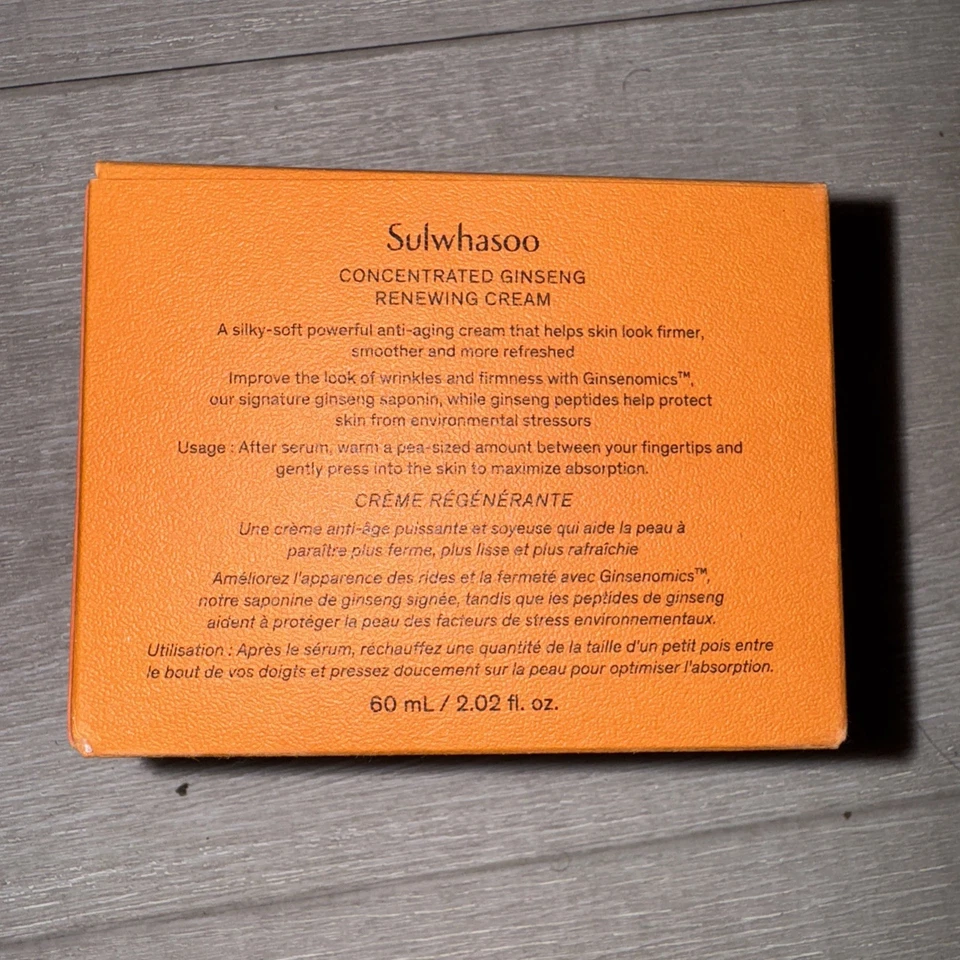 Sulwhasoo
CONCENTRATED GINSENG
RENEWING CREAM
A silky-soft powerful anti-aging cream that helps skin look firmer,
smoother and more refreshed
Improve the look of wrinkles and firmness with Ginsenomics™,
our signature ginseng saponin, while ginseng peptides help protect
skin from environmental stressors
Usage : After serum, warm a pea-sized amount between your fingertips and
gently press into the skin to maximize absorption.
CRÈME RÉGÉNÉRANTE
Une crème anti-âge puissante et soyeuse qui aide la peau à
paraître plus ferme, plus lisse et plus rafraîchie
Améliorez l'apparence des rides et la fermeté avec Ginsenomics™,
notre saponine de ginseng signée, tandis que les peptides de ginseng
aident à protéger la peau des facteurs de stress environnementaux.
Utilisation : Après le sérum, réchauffez une quantité de la taille d'un petit pois entre
le bout de vos doigts et pressez doucement sur la peau pour optimiser l'absorption.
60 mL / 2.02 fl. oz.